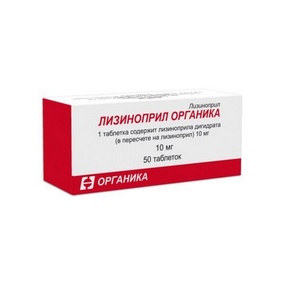 Лизиноприл
ЛИЗИНОПРИЛ ОРГАНИКА
1 таблетка содержит лизиноприла дигидрата
(в пересчете на лизиноприл) 10 мг
10 мг
50 таблеток
ОРГАНИКА